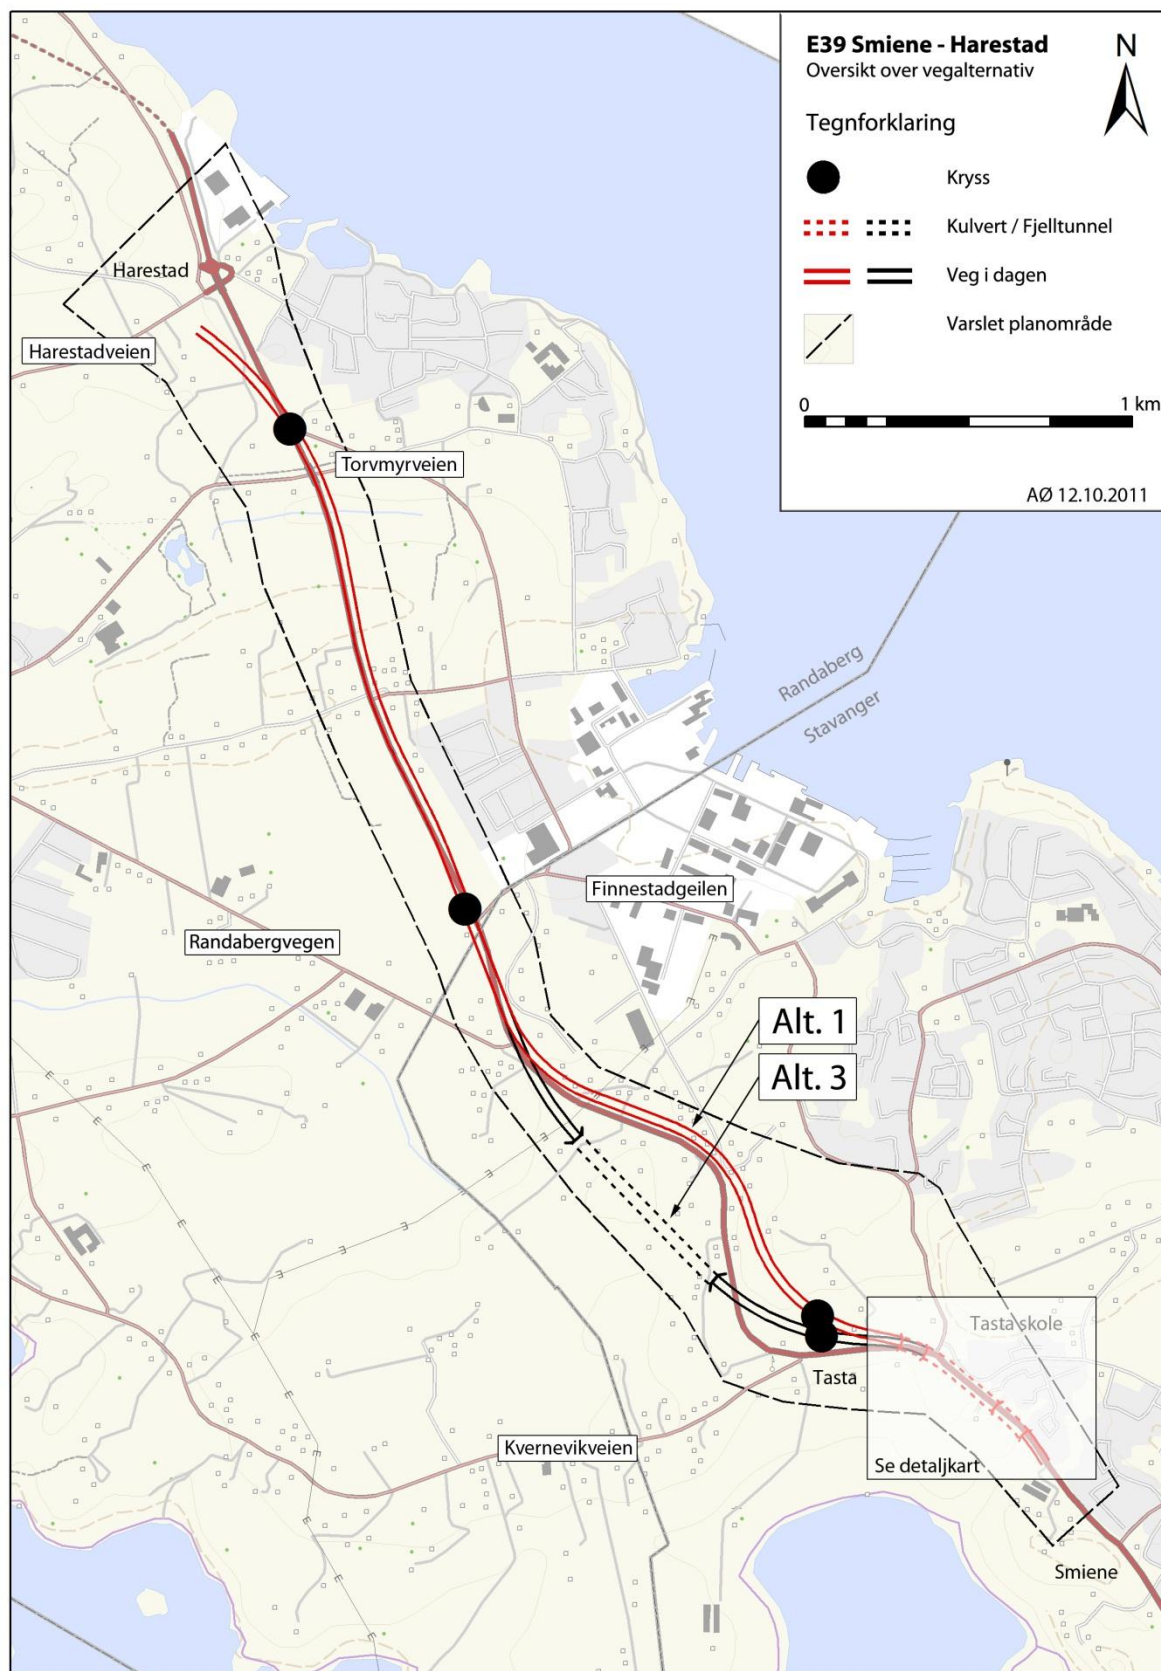 E39 Smiene - Harestad
Oversikt over vegalternativ
N
Tegnforklaring
Kryss
Kulvert / Fjelltunnel
Veg i dagen
Varslet planområde
0
1 km
AØ 12.10.2011
Harestad
Harestadveien
Torvmyrveien
Randaberg
Stavanger
Finnestadgeilen
Randabergvegen
Alt. 1
Alt. 3
Tasta skole
Tasta
Kvernevikveien
Se detaljkart
Smiene